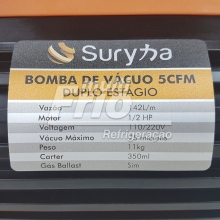 Suryha
BOMBA DE VÁCUO 5CFM
DUPLO ESTÁGIO
Vazão 142L/m
Motor 1/2 HP
Voltagem 110/220V
Vácuo Máximo
Peso 11kg
Carter 350ml
Gas Ballast Sim
Refrigeração